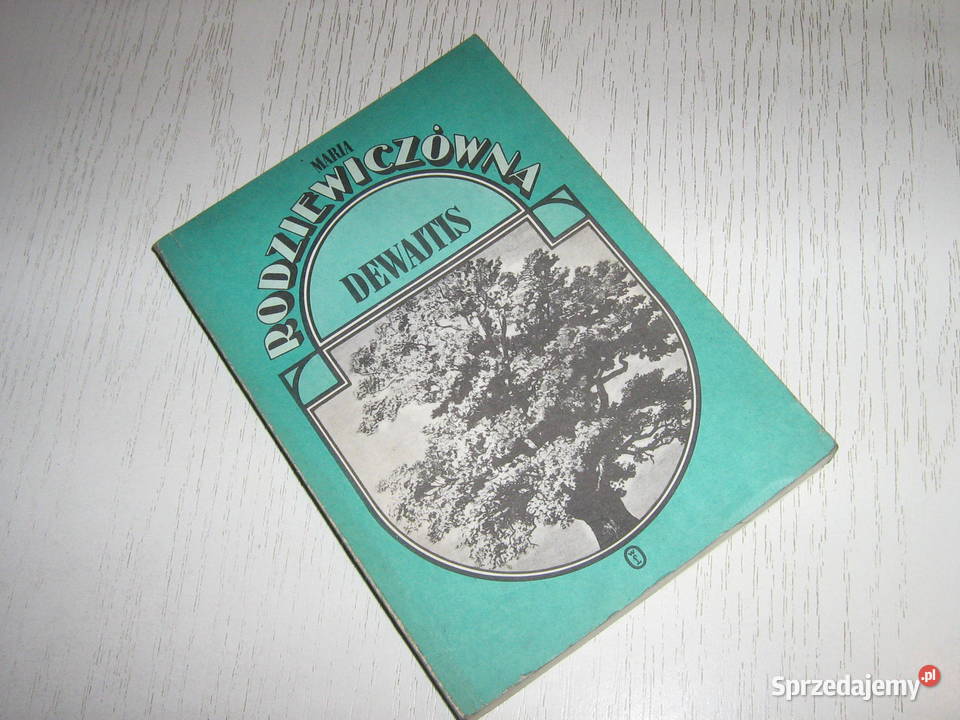 MARIA
RODZIEWICZÓWNA
DEWAJTIS
Sprzedajemy.pl